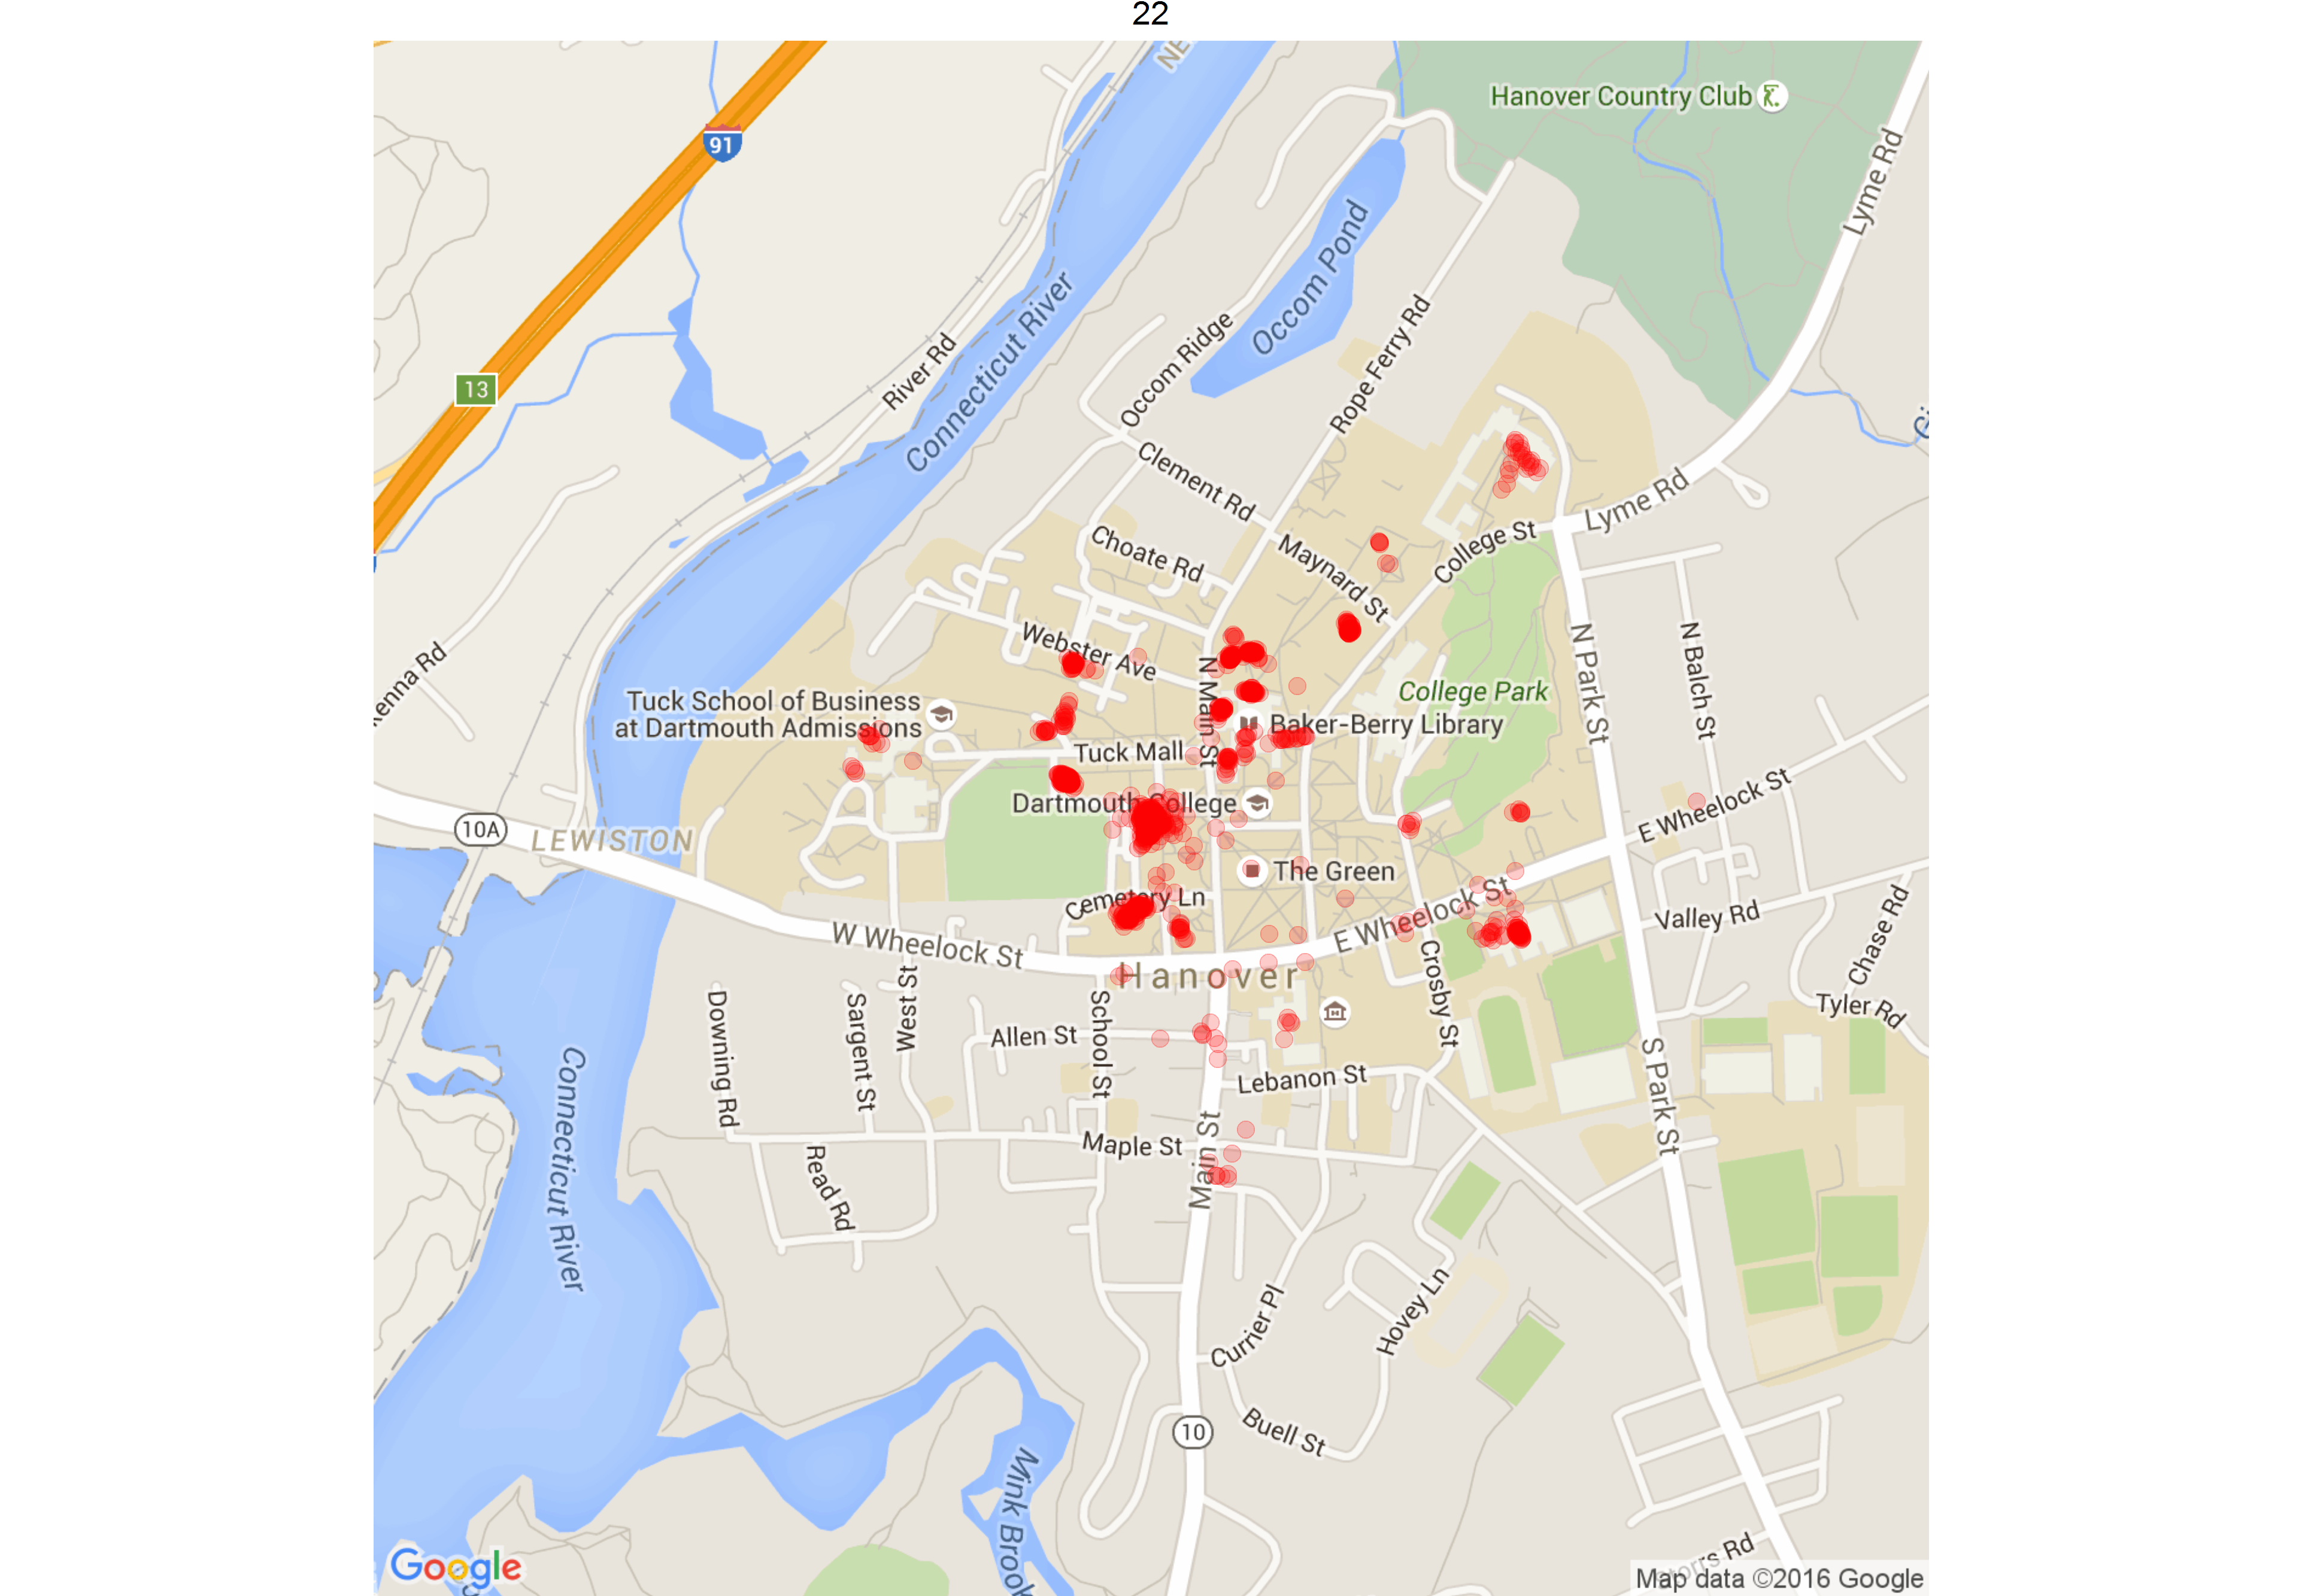 22
NE
Hanover Country Club
91
Lyme Rd
Occom Pond
Connecticut River
River Rd
Occom Ridge
Rope Ferry Rd
13
Clement Rd
Lyme Rd
College St
Choate Rd
Maynard St
Webster Ave
N Park St
N Balch St
N Main St
Tuck School of Business
at Dartmouth Admissions
College Park
Baker-Berry Library
Tuck Mall
Dartmouth College
10A
LEWISTON
E Wheelock St
The Green
Cemetery Ln
E Wheelock St
Valley Rd
Chase Rd
W Wheelock St
Hanover
Crosby St
West St
Downing Rd
Sargent St
School St
Allen St
Tyler Rd
S Park St
Lebanon St
Connecticut River
Maple St
Main St
Read Rd
Currier Pl
Hovey Ln
10
Buell St
Mink Brook
Google
Map data ©2016 Google